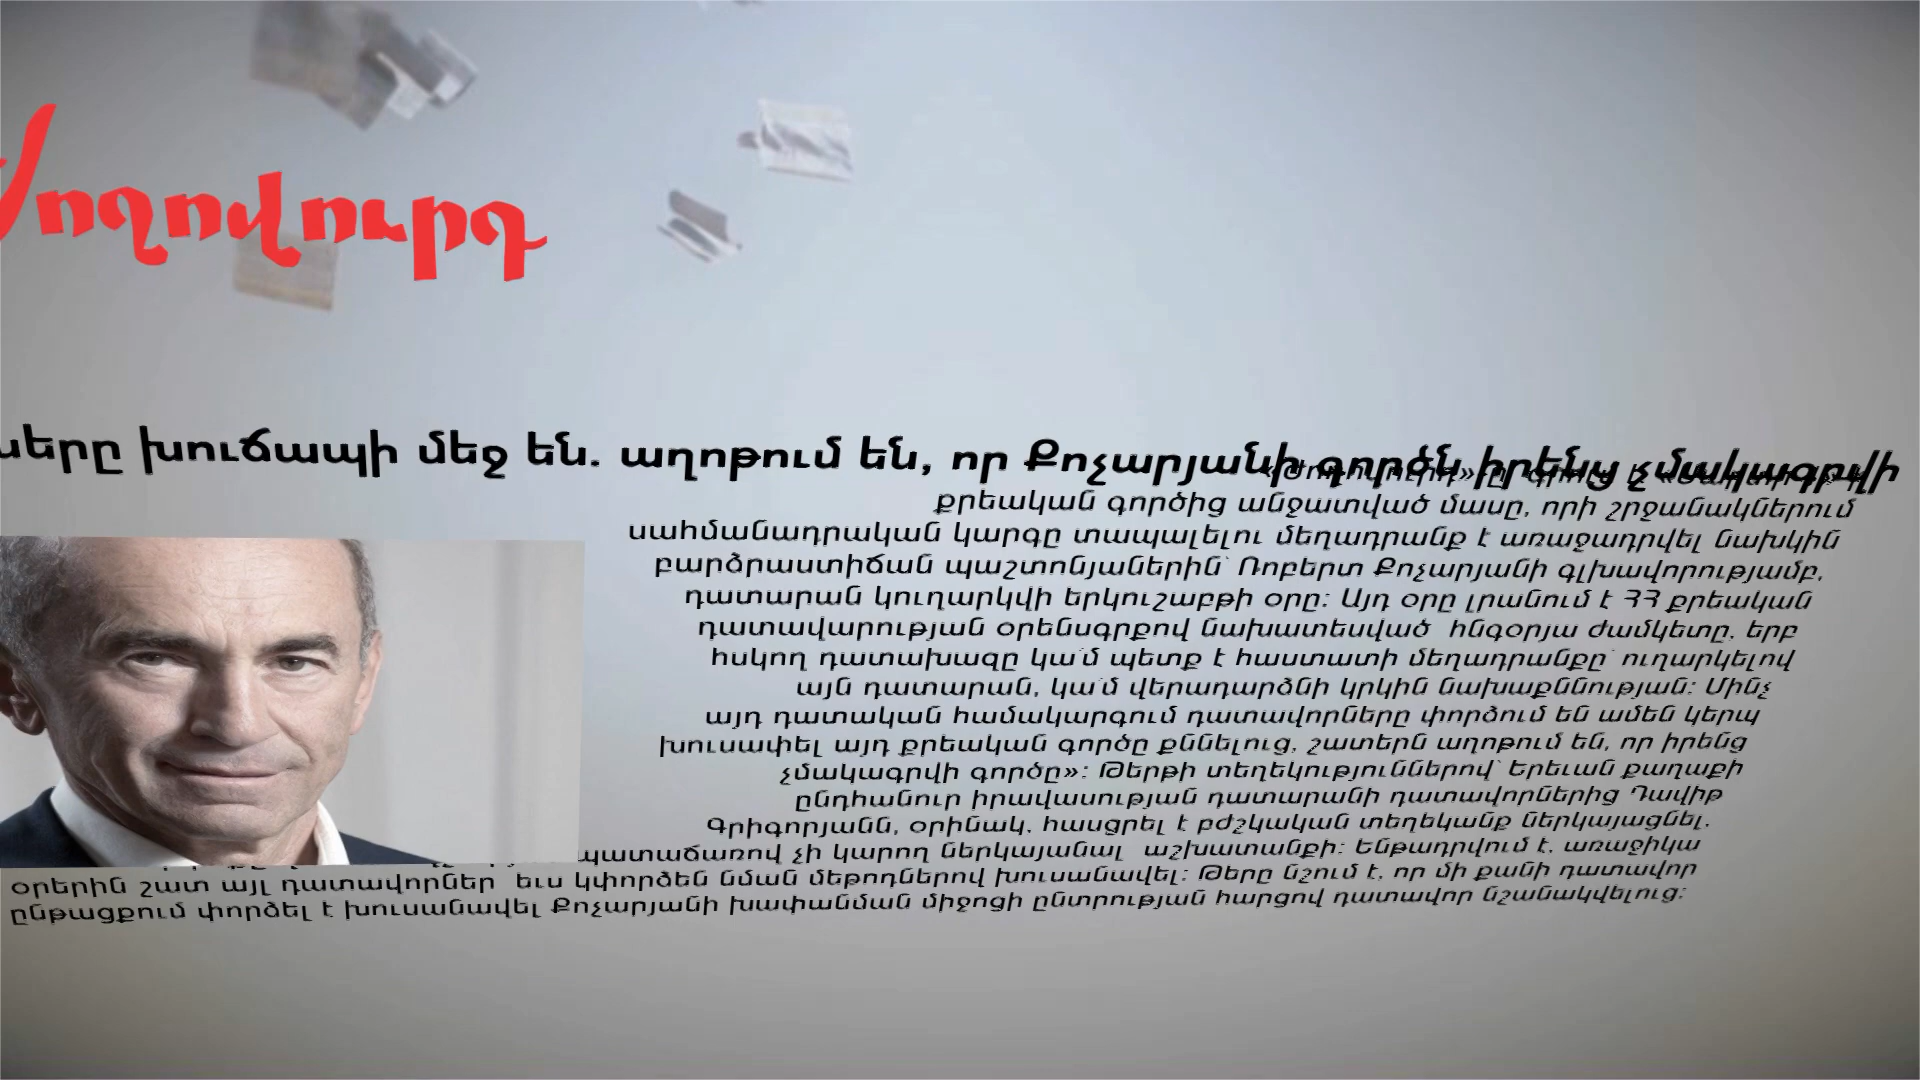 Ժողովուրդ
ները խուճապի մեջ են. աղոթում են, որ Քոչարյանի գործն իրենց չմակագրվի
քրեական գործից անջատված մասը, որի շրջանակներում
սահմանադրական կարգը տապալելու մեղադրանք է առաջադրվել նախկին
բարձրաստիճան պաշտոնյաներին՝ Ռոբերտ Քոչարյանի գլխավորությամբ,
դատարան կուղարկվի երկուշաբթի օրը: Այդ օրը լրանում է ՀՀ քրեական
դատավարության օրենսգրքով նախատեսված հնգօրյա ժամկետը, երբ
հսկող դատախազը կա՛մ պետք է հաստատի մեղադրանքը՝ ուղարկելով
այն դատարան, կա՛մ վերադարձնի կրկին նախաքննության: Մինչ
այդ դատական համակարգում դատավորները փորձում են ամեն կերպ
խուսափել այդ քրեական գործը քննելուց, շատերն աղոթում են, որ իրենց
չմակագրվի գործը»: Թերթի տեղեկություններով՝ Երեւան քաղաքի
ընդհանուր իրավասության դատարանի դատավորներից Դավիթ
Գրիգորյանն, օրինակ, հասցրել է բժշկական տեղեկանք ներկայացնել,
պատաճառով չի կարող ներկայանալ աշխատանքի: Ենթադրվում է, առաջիկա
օրերին շատ այլ դատավորներ եւս կփորձեն նման մեթոդներով խուսանավել: Թերը նշում է, որ մի քանի դատավոր
ընթացքում փորձել է խուսանավել Քոչարյանի խափանման միջոցի ընտրության հարցով դատավոր նշանակվելուց: